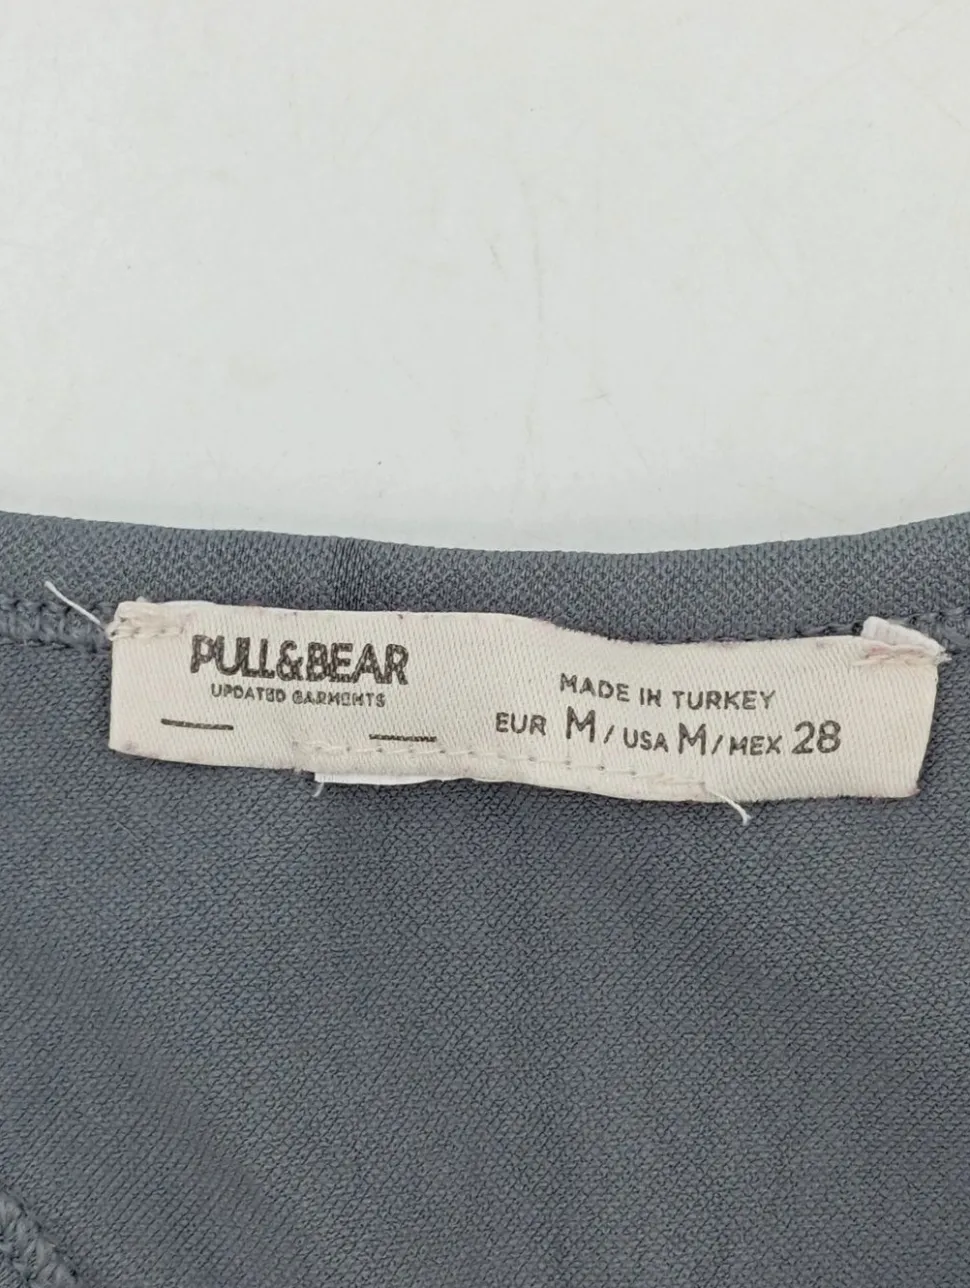 PULL&BEAR
UPDATED GARMENTS
MADE IN TURKEY
EUR M / USA M / MEX 28